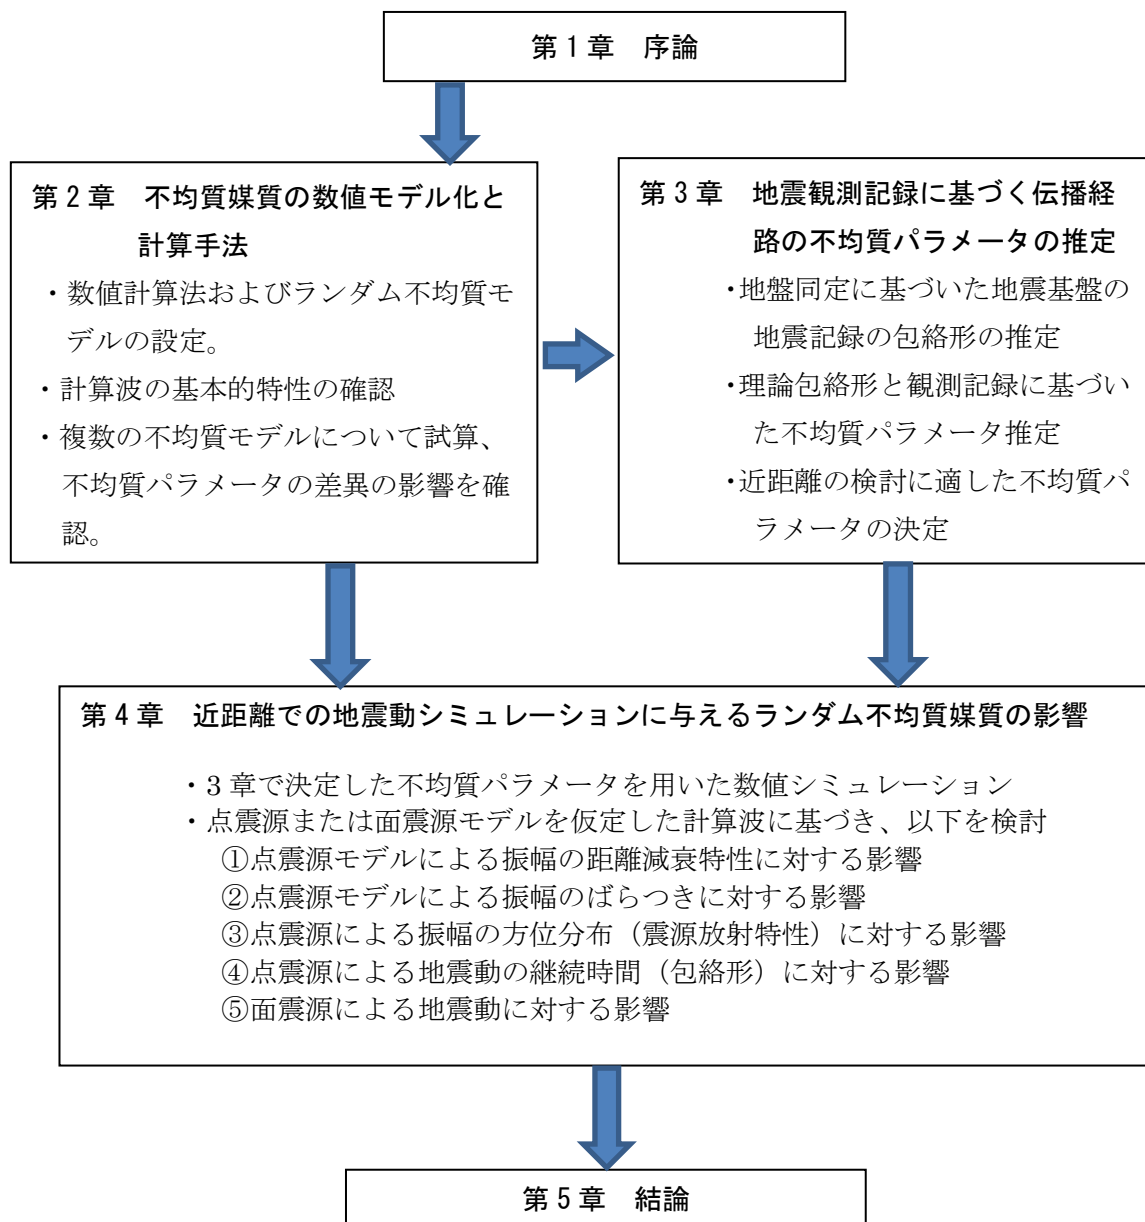 第１章　序論
第２章　不均質媒質の数値モデル化と
計算手法
・数値計算法およびランダム不均質モ
デルの設定。
・計算波の基本的特性の確認
・複数の不均質モデルについて試算、
不均質パラメータの差異の影響を確
認。
第３章　地震観測記録に基づく伝播経
路の不均質パラメータの推定
・地盤同定に基づいた地震基盤の
地震記録の包絡形の推定
・理論包絡形と観測記録に基づい
た不均質パラメータ推定
・近距離の検討に適した不均質パ
ラメータの決定
第４章　近距離での地震動シミュレーションに与えるランダム不均質媒質の影響
・3 章で決定した不均質パラメータを用いた数値シミュレーション
・点震源または面震源モデルを仮定した計算波に基づき、以下を検討
①点震源モデルによる振幅の距離減衰特性に対する影響
②点震源モデルによる振幅のばらつきに対する影響
③点震源による振幅の方位分布（震源放射特性）に対する影響
④点震源による地震動の継続時間（包絡形）に対する影響
⑤面震源による地震動に対する影響
第５章　結論